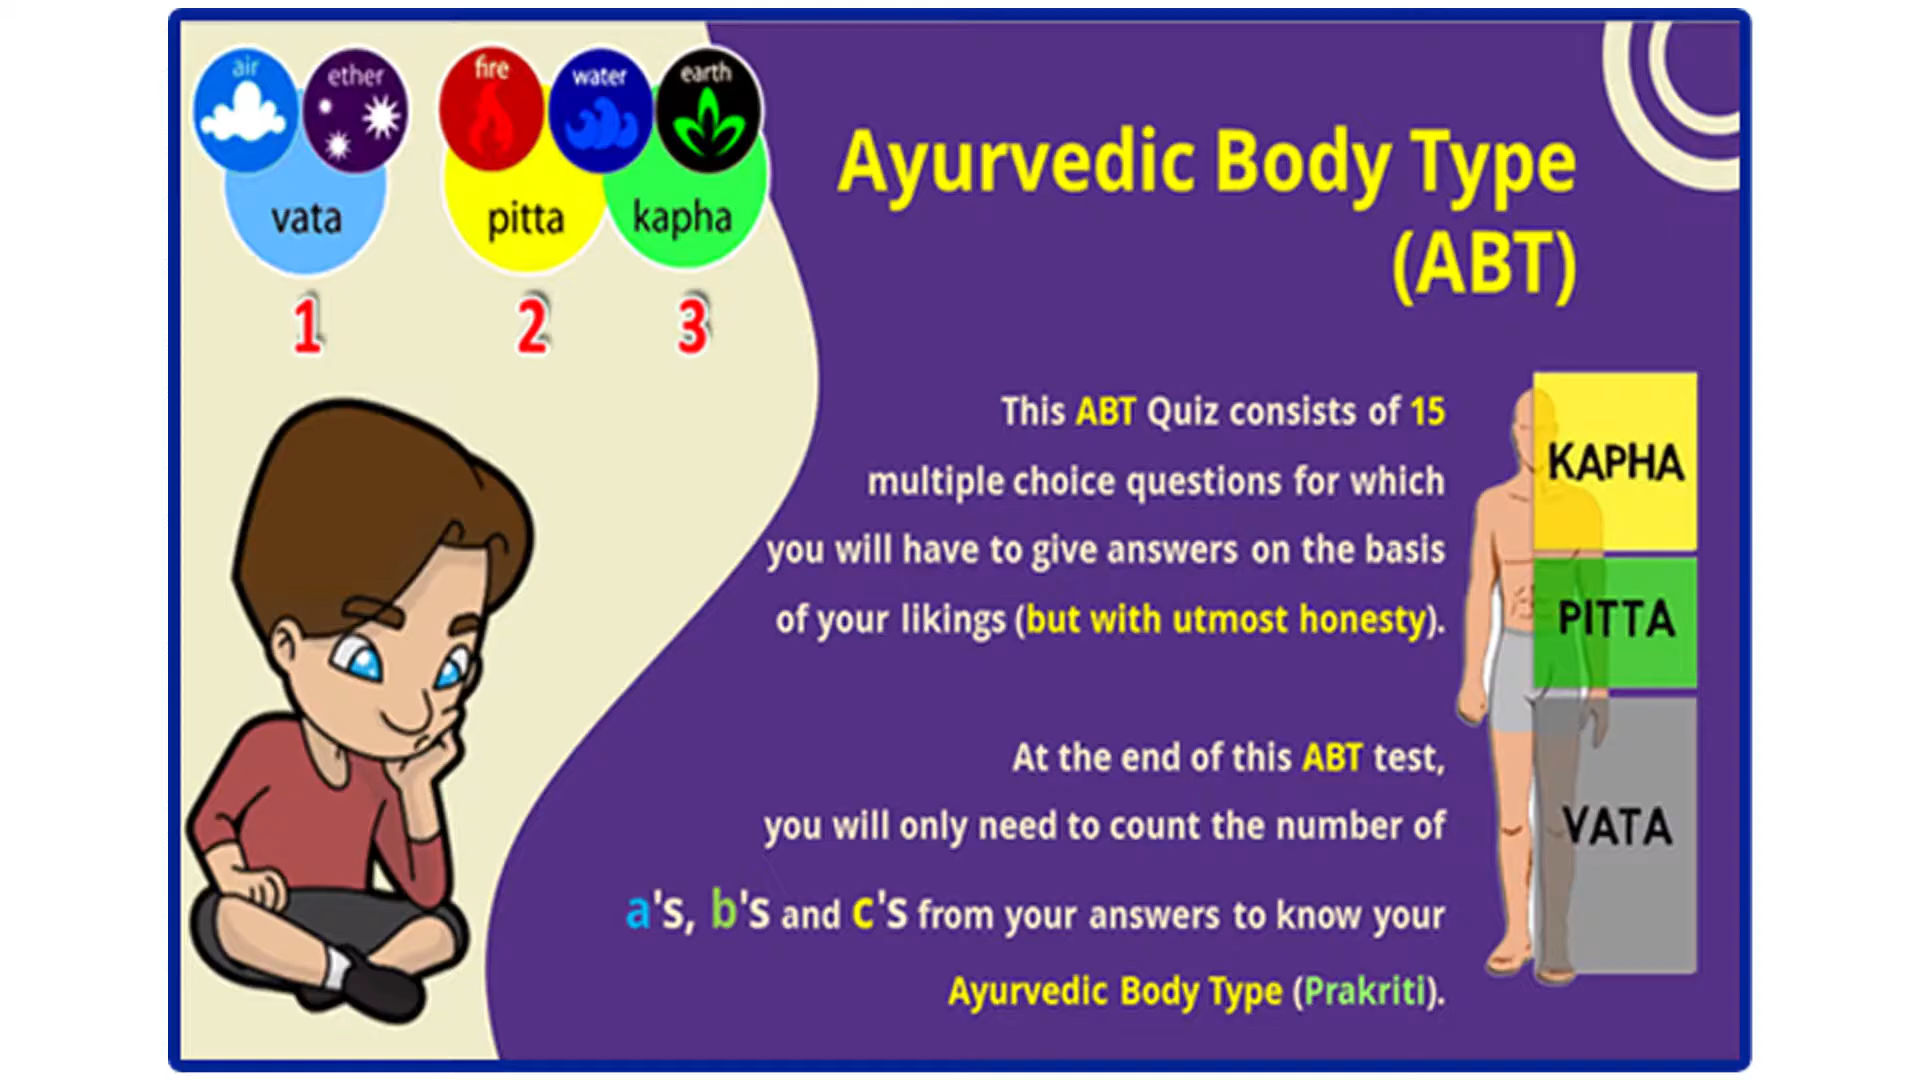 air
ether
fire
water
earth
vata
pitta
kapha
1
2
3
Ayurvedic Body Type
(ABT)
This ABT Quiz consists of 15
multiple choice questions for which
you will have to give answers on the basis
of your likings (but with utmost honesty).
At the end of this ABT test,
you will only need to count the number of
a's, b's and c's from your answers to know your
Ayurvedic Body Type (Prakriti).
KAPHA
PITTA
VATA